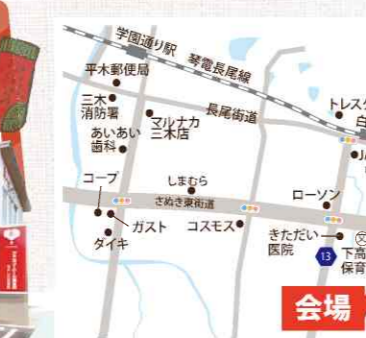 学園通り駅
琴電長尾線
平木郵便局
三木
消防署
マルナカ
三木店
長尾街道
トレスタ
白
あいあい
歯科
J
コープ
しまむら
さぬき東街道
ローソン
ガスト
コスモス
ダイキ
きただい
医院
13
下高
保育
会場